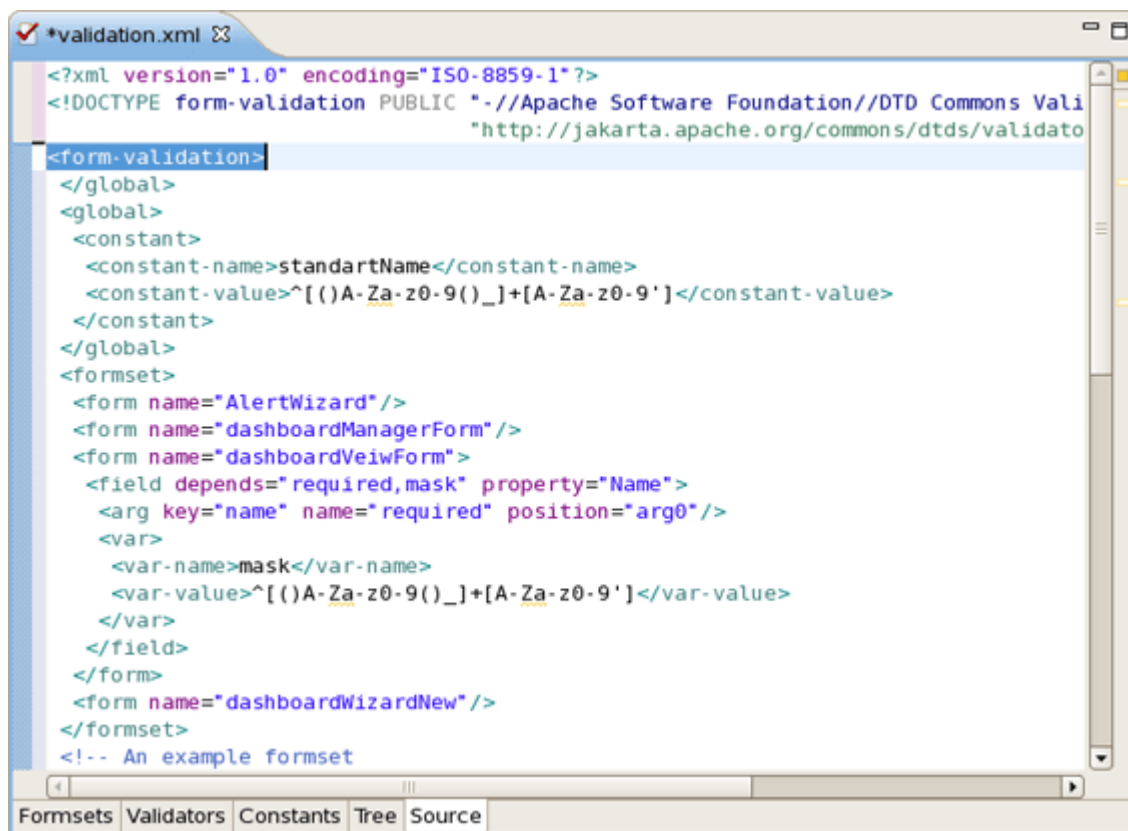 *validation.xml
<?xml version="1.0" encoding="ISO-8859-1"?>
<!DOCTYPE form-validation PUBLIC "-//Apache Software Foundation//DTD Commons Vali
"http://jakarta.apache.org/commons/dtds/validato
<form-validation>
</global>
<global>
<constant>
<constant-name>standartName</constant-name>
<constant-value>^[()A-Za-z0-9()_]+[A-Za-z0-9']</constant-value>
</constant>
</global>
<formset>
<form name="AlertWizard"/>
<form name="dashboardManagerForm"/>
<form name="dashboardVeiwForm">
<field depends="required,mask" property="Name">
<arg key="name" name="required" position="arg0"/>
<var>
<var-name>mask</var-name>
<var-value>^[()A-Za-z0-9()_]+[A-Za-z0-9']</var-value>
</var>
</field>
</form>
<form name="dashboardWizardNew"/>
</formset>
<!-- An example formset
Formsets Validators Constants Tree Source